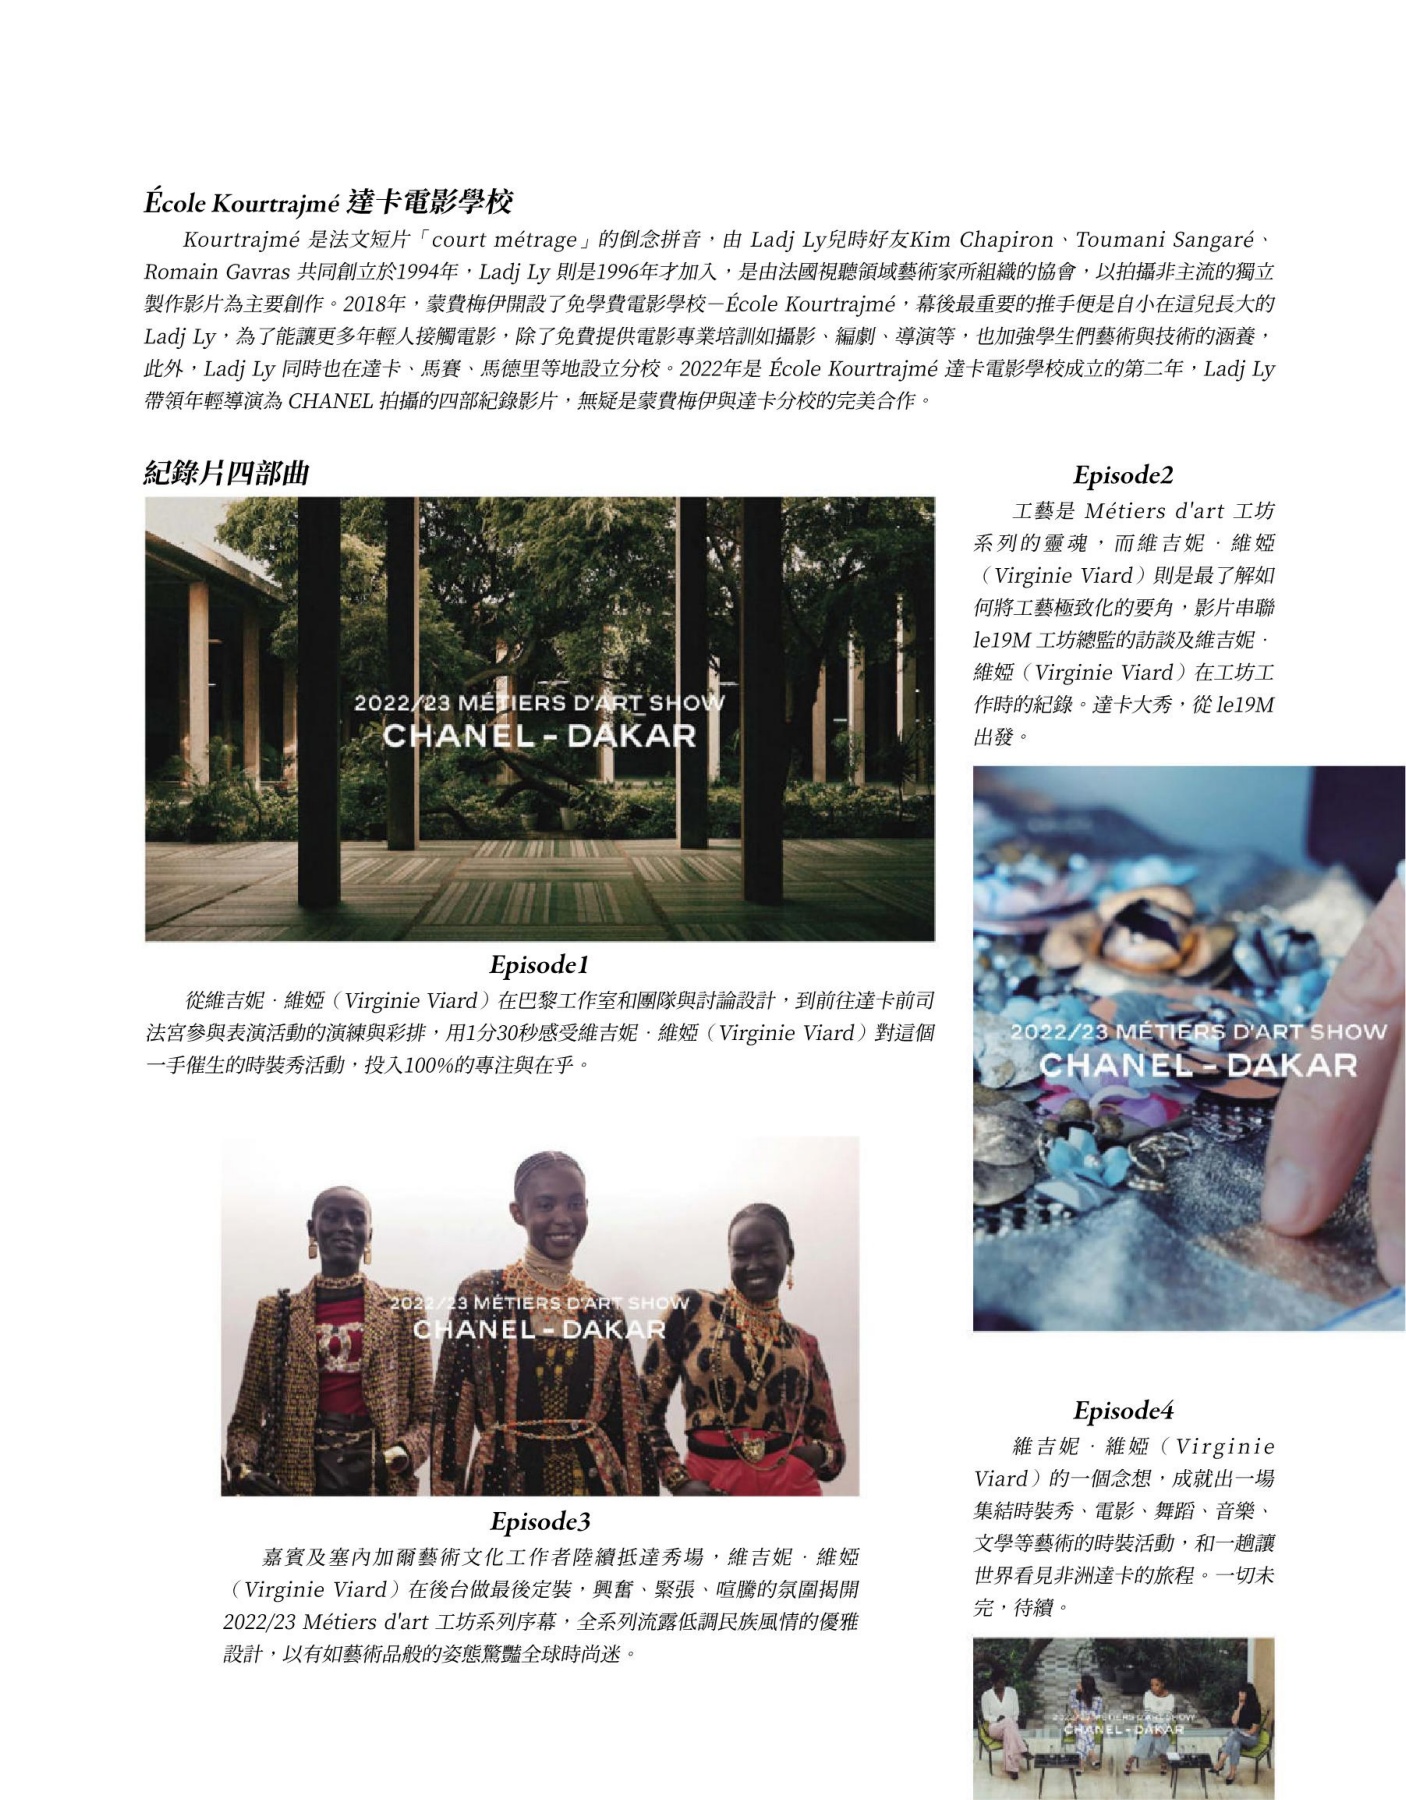 École Kourtrajmé 達卡電影學校
Kourtrajmé 是法文短片「court métrage」的倒念拼音，由 Ladj Ly兒時好友Kim Chapiron、Toumani Sangaré、
Romain Gavras 共同創立於1994年，Ladj Ly 則是1996年才加入，是由法國視聽領域藝術家所組織的協會，以拍攝非主流的獨立
製作影片為主要創作。2018年，蒙費梅伊開設了免學費電影學校—École Kourtrajmé，幕後最重要的推手便是自小在這兒長大的
Ladj Ly，為了能讓更多年輕人接觸電影，除了免費提供電影專業培訓如攝影、編劇、導演等，也加強學生們藝術與技術的涵養，
此外，Ladj Ly 同時也在達卡、馬賽、馬德里等地設立分校。2022年是 École Kourtrajmé 達卡電影學校成立的第二年，Ladj Ly
帶領年輕導演為 CHANEL 拍攝的四部紀錄影片，無疑是蒙費梅伊與達卡分校的完美合作。
紀錄片四部曲
2022/23 MÉTIERS D'ART SHOW
CHANEL - DAKAR
Episode1
從維吉妮．維婭（Virginie Viard）在巴黎工作室和團隊與討論設計，到前往達卡前司
法宮參與表演活動的演練與彩排，用1分30秒感受維吉妮．維婭（Virginie Viard）對這個
一手催生的時裝秀活動，投入100%的專注與在乎。
Episode2
工藝是 Métiers d'art 工坊
系列的靈魂，而維吉妮．維婭
（Virginie Viard）則是最了解如
何將工藝極致化的要角，影片串聯
le19M 工坊總監的訪談及維吉妮．
維婭（Virginie Viard）在工坊工
作時的紀錄。達卡大秀，從 le19M
出發。
2022/23 MÉTIERS D'ART SHOW
CHANEL - DAKAR
2022/23 MÉTIERS D'ART SHOW
CHANEL - DAKAR
Episode3
嘉賓及塞內加爾藝術文化工作者陸續抵達秀場，維吉妮．維婭
（Virginie Viard）在後台做最後定裝，興奮、緊張、喧騰的氛圍揭開
2022/23 Métiers d'art 工坊系列序幕，全系列流露低調民族風情的優雅
設計，以有如藝術品般的姿態驚豔全球時尚迷。
Episode4
維吉妮．維婭（Virginie
Viard）的一個念想，成就出一場
集結時裝秀、電影、舞蹈、音樂、
文學等藝術的時裝活動，和一趟讓
世界看見非洲達卡的旅程。一切未
完，待續。
2022/23 MÉTIERS D'ART SHOW
CHANEL - DAKAR